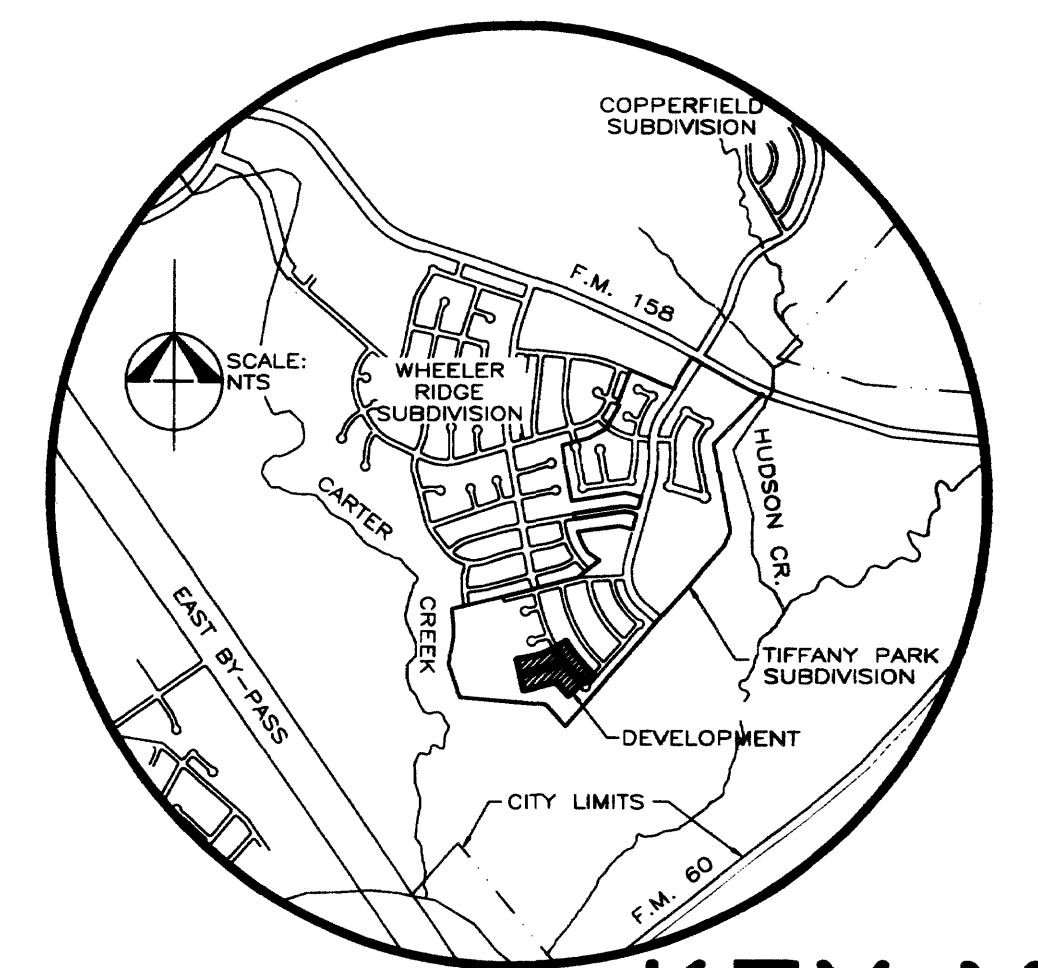 COPPERFIELD
SUBDIVISION
F.M. 158
SCALE:
NTS
WHEELER
RIDGE
SUBDIVISION
CARTER
CREEK
HUDSON CR.
EAST BY-PASS
TIFFANY PARK
SUBDIVISION
DEVELOPMENT
CITY LIMITS
F.M. 60